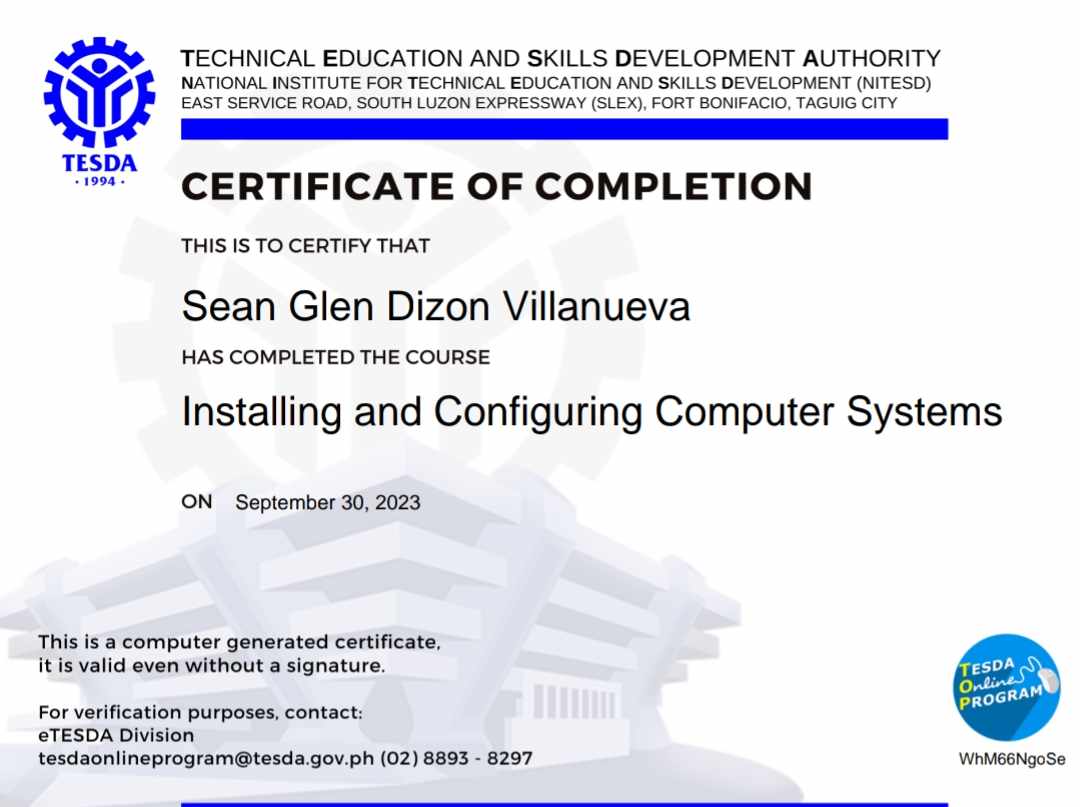 TECHNICAL EDUCATION AND SKILLS DEVELOPMENT AUTHORITY
NATIONAL INSTITUTE FOR TECHNICAL EDUCATION AND SKILLS DEVELOPMENT (NITESD)
EAST SERVICE ROAD, SOUTH LUZON EXPRESSWAY (SLEX), FORT BONIFACIO, TAGUIG CITY
TESDA
· 1994 ·
CERTIFICATE OF COMPLETION
THIS IS TO CERTIFY THAT
Sean Glen Dizon Villanueva
HAS COMPLETED THE COURSE
Installing and Configuring Computer Systems
ON September 30, 2023
This is a computer generated certificate,
it is valid even without a signature.
For verification purposes, contact:
eTESDA Division
tesdaonlineprogram@tesda.gov.ph (02) 8893 - 8297
TESDA
Online
PROGRAM
WhM66NgoSe